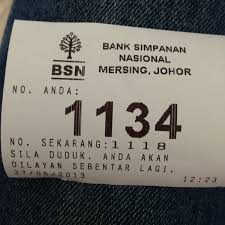 BSN
BANK SIMPANAN
NASIONAL
MERSING, JOHOR
NO. ANDA:
1134
NO. SEKARANG:1118
SILA DUDUK. ANDA AKAN
DILAYAN SEBENTAR LAGI.
27/05/2013 12:23